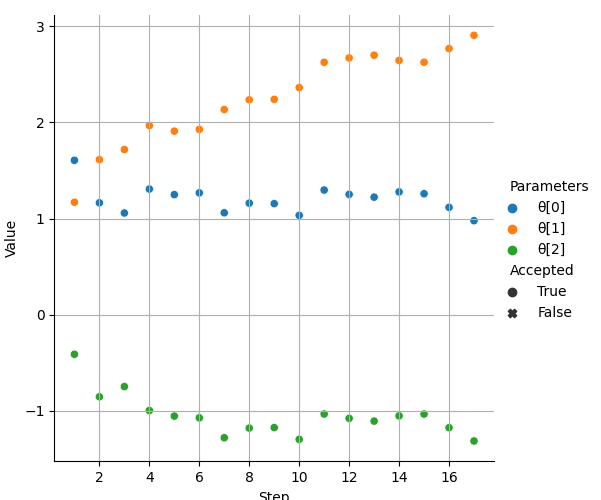 3
2
1
0
−1
Value
2
4
6
8
10
12
14
16
Step
Parameters
θ[0]
θ[1]
θ[2]
Accepted
True
False